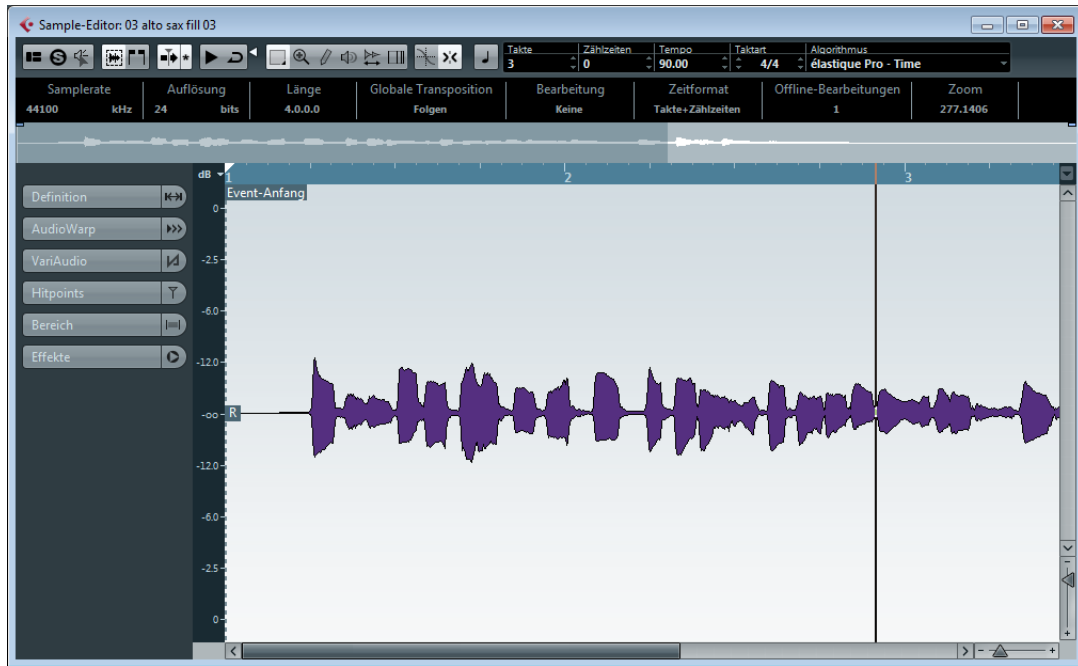 Sample-Editor: 03 alto sax fill 03
Takte Zählzeiten Tempo Taktart Algorithmus
3 0 90.00 4/4 élastique Pro - Time
Samplerate Auflösung Länge Globale Transposition Bearbeitung Zeitformat Offline-Bearbeitungen Zoom
44100 kHz 24 bits 4.0.0.0 Folgen Keine Takte+Zählzeiten 1 277.1406
dB 1 2 3
Event-Anfang
Definition
0
AudioWarp
VariAudio
-2.5
Hitpoints
-6.0
Bereich
Effekte
-12.0
-oo R
-12.0
-6.0
-2.5
0